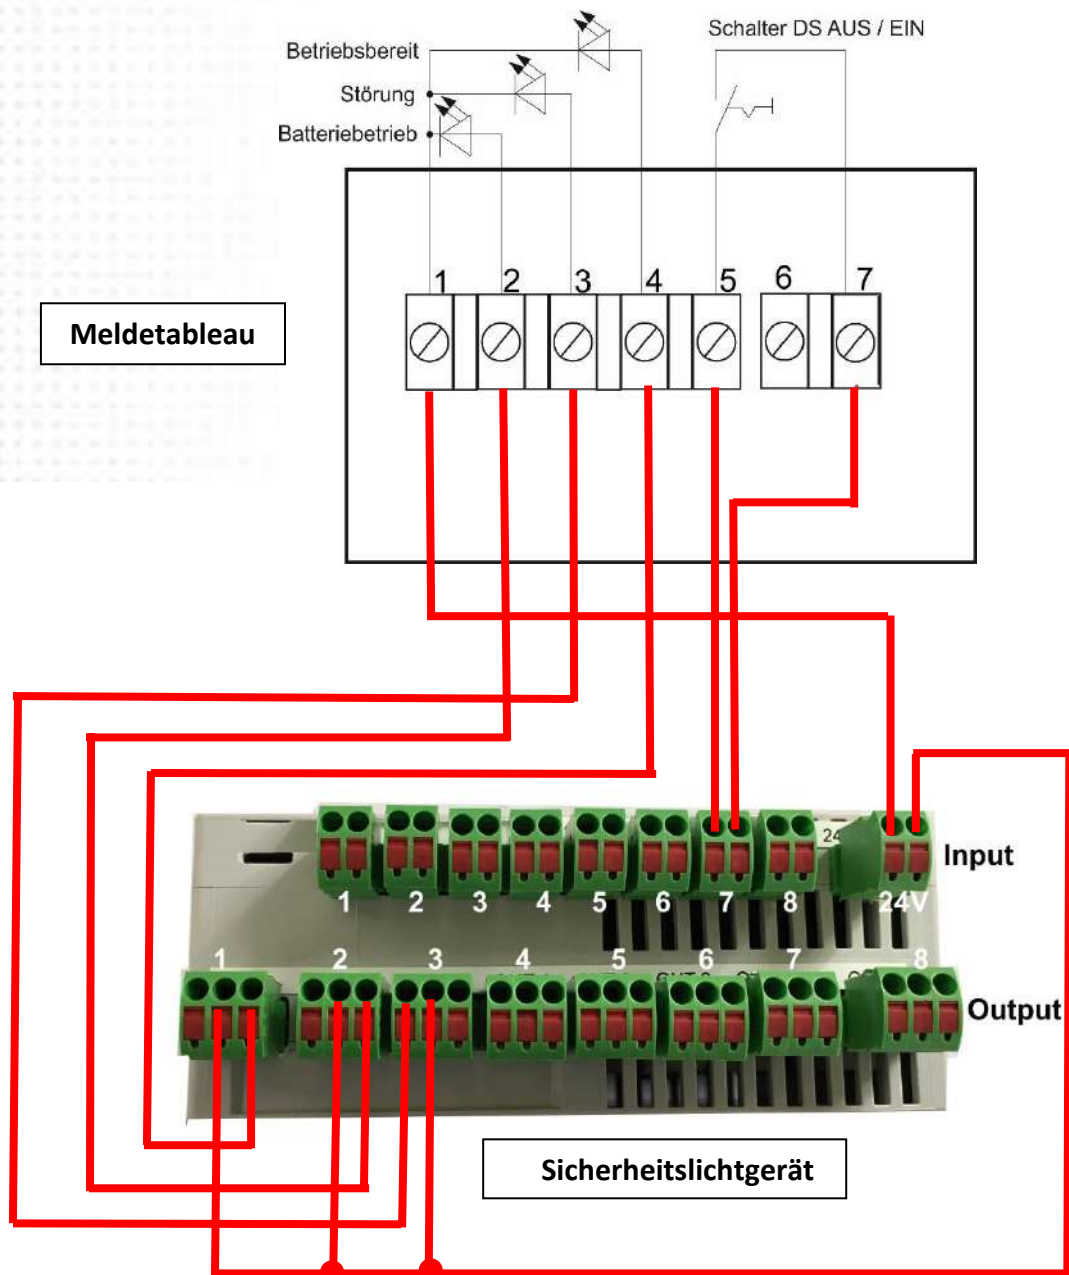 Schalter DS AUS / EIN
Betriebsbereit
Störung
Batteriebetrieb
1 2 3 4 5 6 7
Meldetableau
24
Input
1 2 3 4 5 6 7 8 24V
1 2 3 4 5 6 7 8
Output
Sicherheitslichtgerät